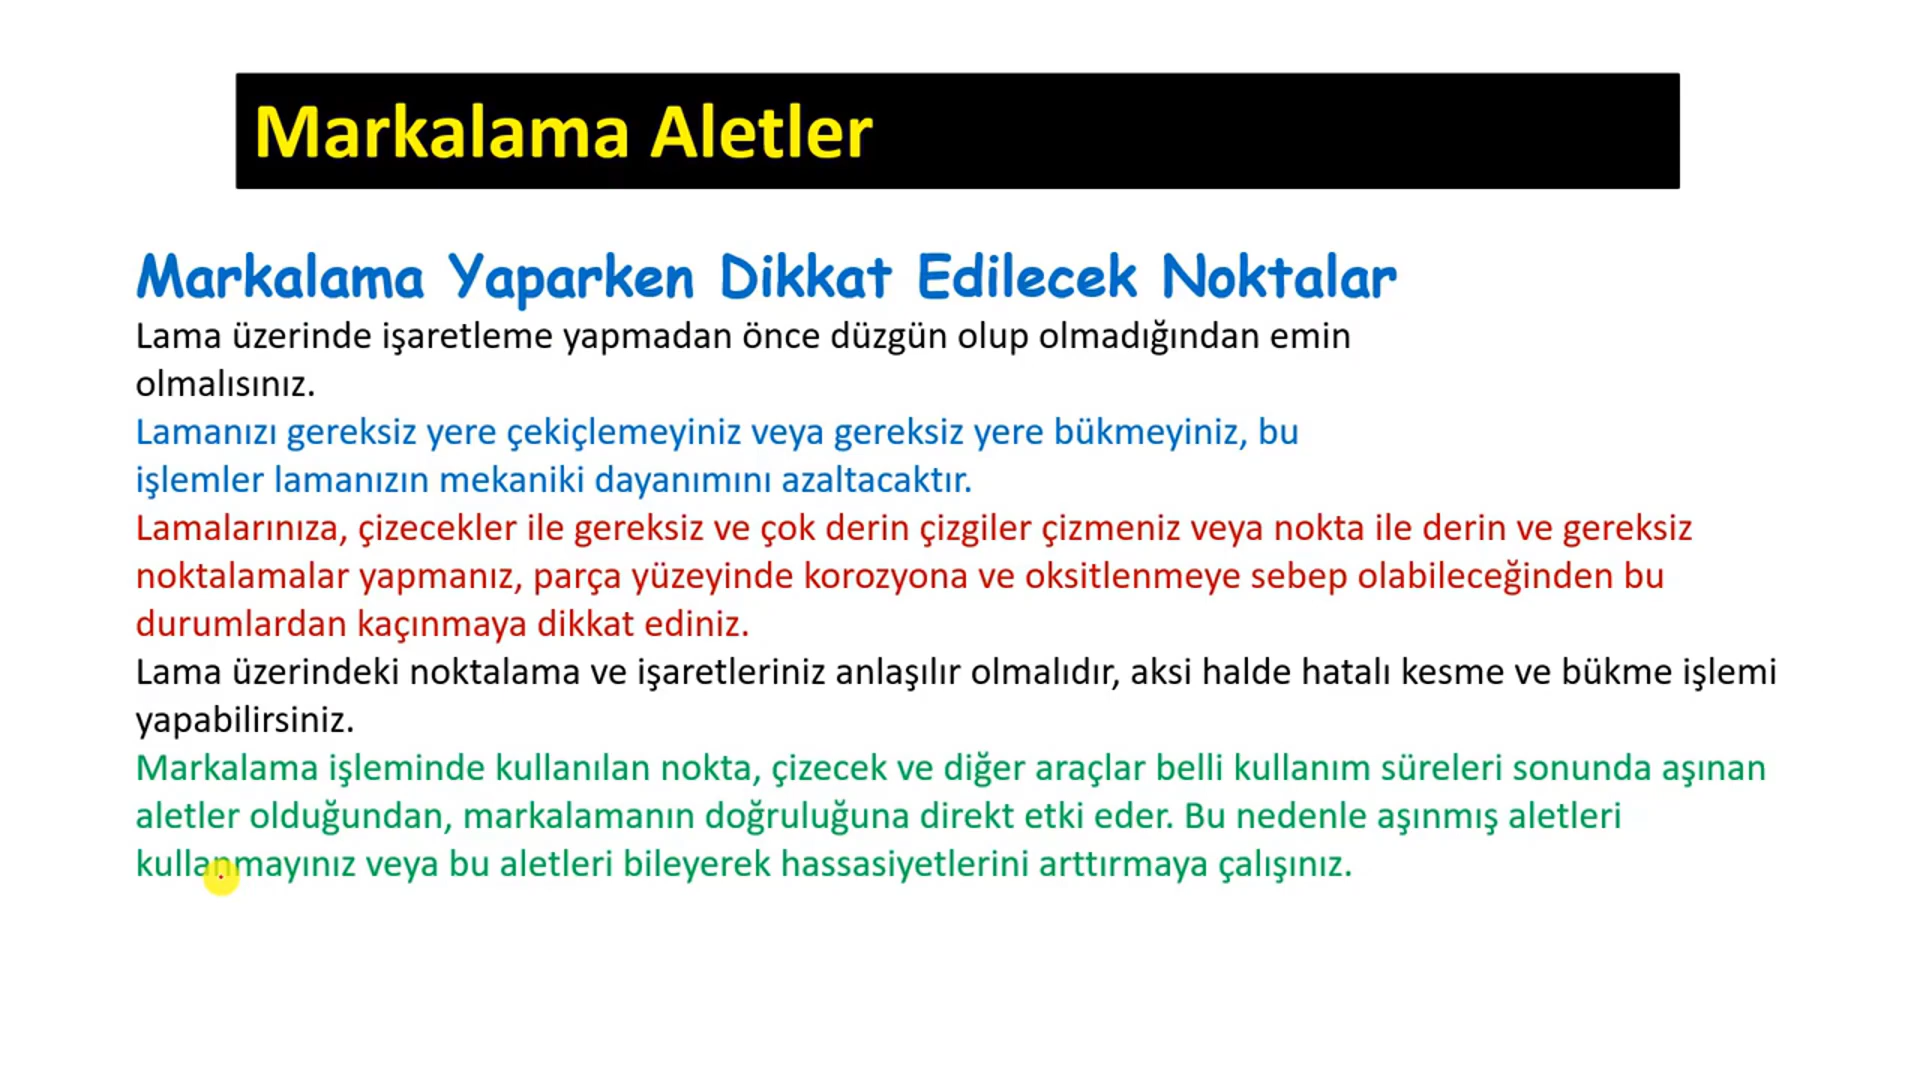 Markalama Aletler
Markalama Yaparken Dikkat Edilecek Noktalar
Lama üzerinde işaretleme yapmadan önce düzgün olup olmadığından emin
olmalısınız.
Lamanızı gereksiz yere çekiçlemeyiniz veya gereksiz yere bükmeyiniz, bu
işlemler lamanızın mekaniki dayanımını azaltacaktır.
Lamalarınıza, çizecekler ile gereksiz ve çok derin çizgiler çizmeniz veya nokta ile derin ve gereksiz
noktalamalar yapmanız, parça yüzeyinde korozyona ve oksitlenmeye sebep olabileceğinden bu
durumlardan kaçınmaya dikkat ediniz.
Lama üzerindeki noktalama ve işaretleriniz anlaşılır olmalıdır, aksi halde hatalı kesme ve bükme işlemi
yapabilirsiniz.
Markalama işleminde kullanılan nokta, çizecek ve diğer araçlar belli kullanım süreleri sonunda aşınan
aletler olduğundan, markalamanın doğruluğuna direkt etki eder. Bu nedenle aşınmış aletleri
kullanmayınız veya bu aletleri bileyerek hassasiyetlerini arttırmaya çalışınız.